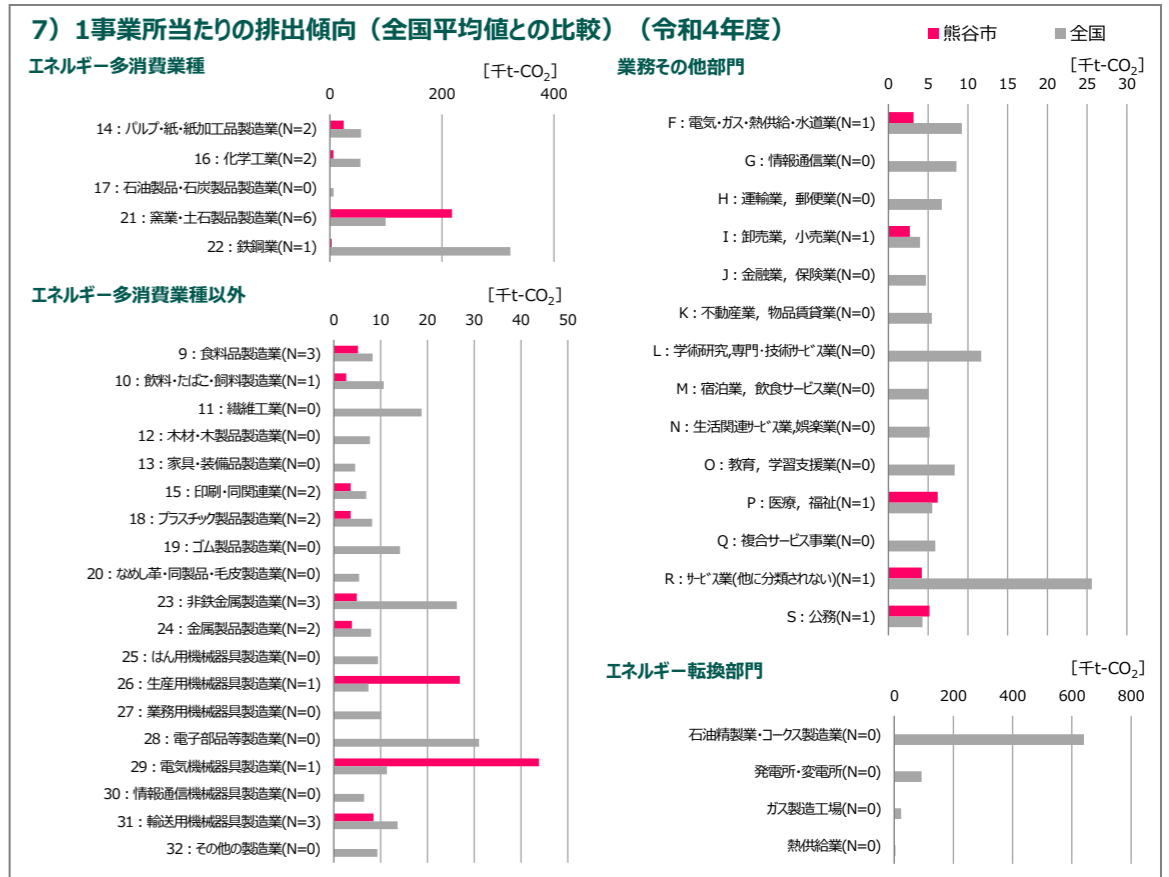 7）1事業所当たりの排出傾向（全国平均値との比較）（令和4年度）
■熊谷市 ■全国
エネルギー多消費業種
[千t-CO₂]
0 200 400
14：パルプ・紙・紙加工品製造業(N=2)
16：化学工業(N=2)
17：石油製品・石炭製品製造業(N=0)
21：窯業・土石製品製造業(N=6)
22：鉄鋼業(N=1)
エネルギー多消費業種以外
[千t-CO₂]
0 10 20 30 40 50
9：食料品製造業(N=3)
10：飲料・たばこ・飼料製造業(N=1)
11：繊維工業(N=0)
12：木材・木製品製造業(N=0)
13：家具・装備品製造業(N=0)
15：印刷・同関連業(N=2)
18：プラスチック製品製造業(N=2)
19：ゴム製品製造業(N=0)
20：なめし革・同製品・毛皮製造業(N=0)
23：非鉄金属製造業(N=3)
24：金属製品製造業(N=2)
25：はん用機械器具製造業(N=0)
26：生産用機械器具製造業(N=1)
27：業務用機械器具製造業(N=0)
28：電子部品等製造業(N=0)
29：電気機械器具製造業(N=1)
30：情報通信機械器具製造業(N=0)
31：輸送用機械器具製造業(N=3)
32：その他の製造業(N=0)
業務その他部門
[千t-CO₂]
0 5 10 15 20 25 30
F：電気・ガス・熱供給・水道業(N=1)
G：情報通信業(N=0)
H：運輸業，郵便業(N=0)
I：卸売業，小売業(N=1)
J：金融業，保険業(N=0)
K：不動産業，物品賃貸業(N=0)
L：学術研究,専門・技術サービス業(N=0)
M：宿泊業，飲食サービス業(N=0)
N：生活関連サービス業,娯楽業(N=0)
O：教育，学習支援業(N=0)
P：医療，福祉(N=1)
Q：複合サービス事業(N=0)
R：サービス業(他に分類されない)(N=1)
S：公務(N=1)
エネルギー転換部門
[千t-CO₂]
0 200 400 600 800
石油精製業・コークス製造業(N=0)
発電所・変電所(N=0)
ガス製造工場(N=0)
熱供給業(N=0)